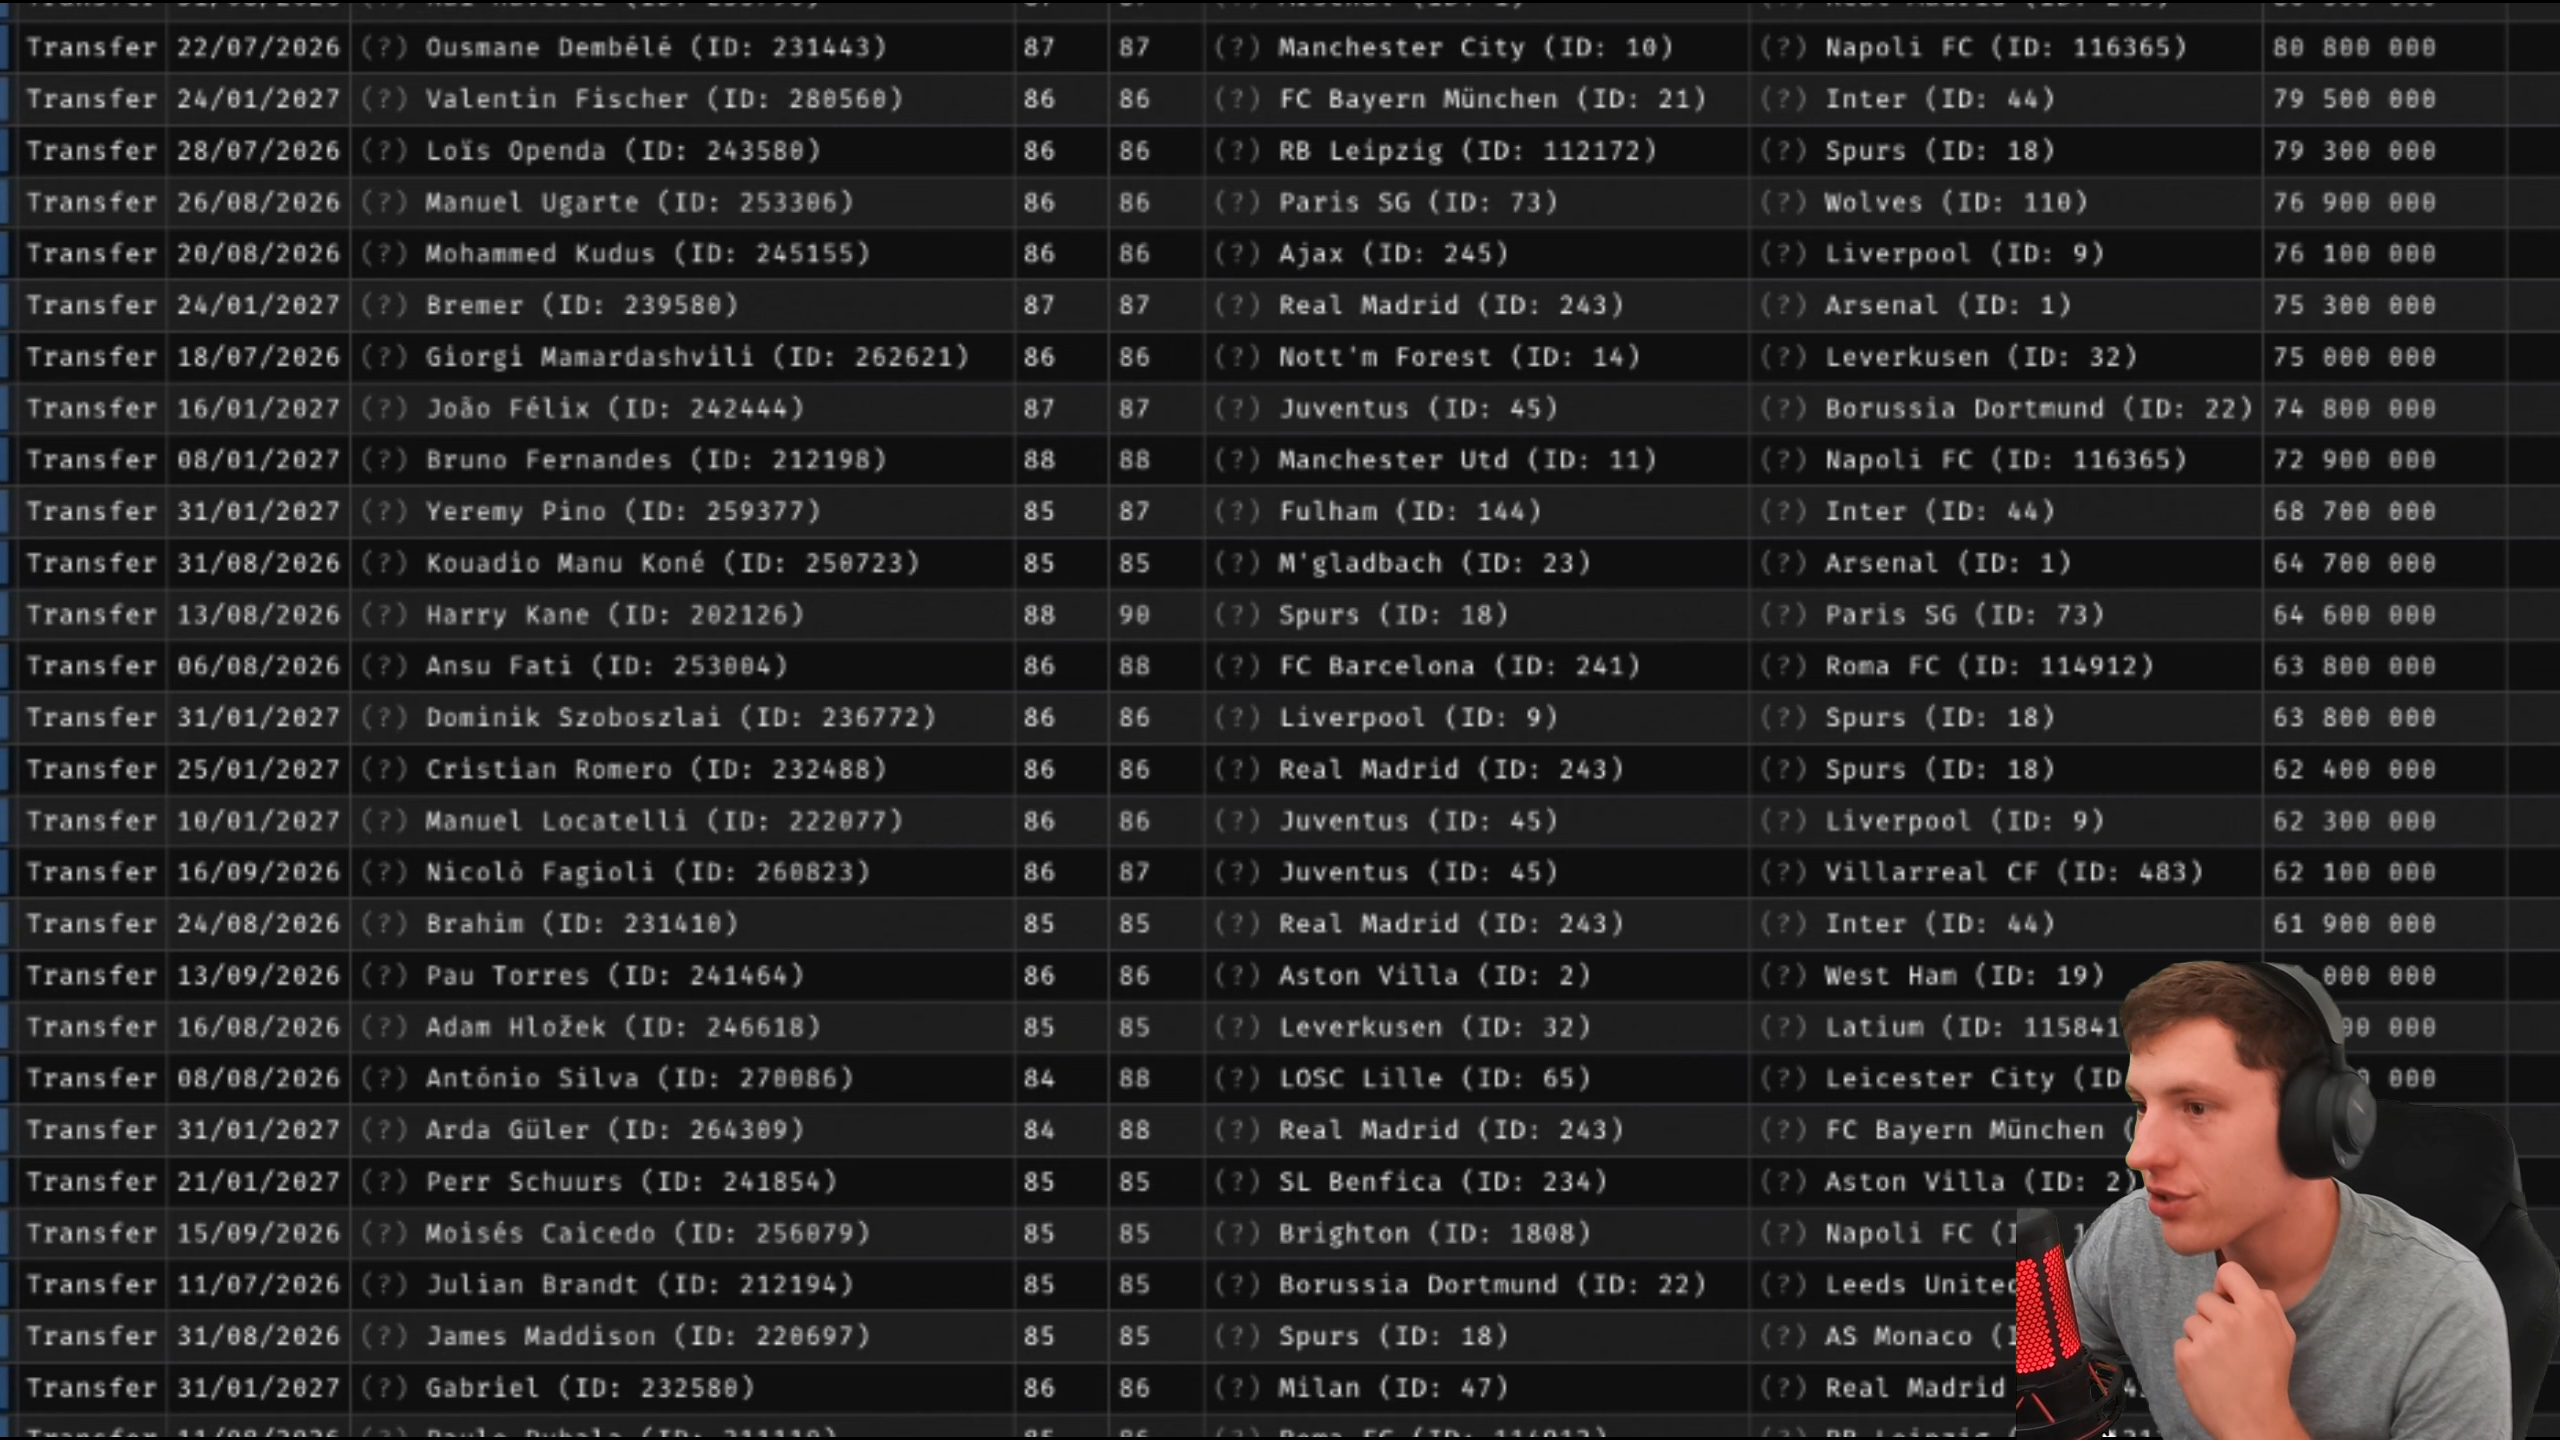 Transfer 22/07/2026 (?) Ousmane Dembélé (ID: 231443) 87 87 (?) Manchester City (ID: 10) (?) Napoli FC (ID: 116365) 80 800 000
Transfer 24/01/2027 (?) Valentin Fischer (ID: 280560) 86 86 (?) FC Bayern München (ID: 21) (?) Inter (ID: 44) 79 500 000
Transfer 28/07/2026 (?) Loïs Openda (ID: 243580) 86 86 (?) RB Leipzig (ID: 112172) (?) Spurs (ID: 18) 79 300 000
Transfer 26/08/2026 (?) Manuel Ugarte (ID: 253306) 86 86 (?) Paris SG (ID: 73) (?) Wolves (ID: 110) 76 900 000
Transfer 20/08/2026 (?) Mohammed Kudus (ID: 245155) 86 86 (?) Ajax (ID: 245) (?) Liverpool (ID: 9) 76 100 000
Transfer 24/01/2027 (?) Bremer (ID: 239580) 87 87 (?) Real Madrid (ID: 243) (?) Arsenal (ID: 1) 75 300 000
Transfer 18/07/2026 (?) Giorgi Mamardashvili (ID: 262621) 86 86 (?) Nott'm Forest (ID: 14) (?) Leverkusen (ID: 32) 75 000 000
Transfer 16/01/2027 (?) João Félix (ID: 242444) 87 87 (?) Juventus (ID: 45) (?) Borussia Dortmund (ID: 22) 74 800 000
Transfer 08/01/2027 (?) Bruno Fernandes (ID: 212198) 88 88 (?) Manchester Utd (ID: 11) (?) Napoli FC (ID: 116365) 72 900 000
Transfer 31/01/2027 (?) Yeremy Pino (ID: 259377) 85 87 (?) Fulham (ID: 144) (?) Inter (ID: 44) 68 700 000
Transfer 31/08/2026 (?) Kouadio Manu Koné (ID: 250723) 85 85 (?) M'gladbach (ID: 23) (?) Arsenal (ID: 1) 64 700 000
Transfer 13/08/2026 (?) Harry Kane (ID: 202126) 88 90 (?) Spurs (ID: 18) (?) Paris SG (ID: 73) 64 600 000
Transfer 06/08/2026 (?) Ansu Fati (ID: 253004) 86 88 (?) FC Barcelona (ID: 241) (?) Roma FC (ID: 114912) 63 800 000
Transfer 31/01/2027 (?) Dominik Szoboszlai (ID: 236772) 86 86 (?) Liverpool (ID: 9) (?) Spurs (ID: 18) 63 800 000
Transfer 25/01/2027 (?) Cristian Romero (ID: 232488) 86 86 (?) Real Madrid (ID: 243) (?) Spurs (ID: 18) 62 400 000
Transfer 10/01/2027 (?) Manuel Locatelli (ID: 222077) 86 86 (?) Juventus (ID: 45) (?) Liverpool (ID: 9) 62 300 000
Transfer 16/09/2026 (?) Nicolò Fagioli (ID: 260823) 86 87 (?) Juventus (ID: 45) (?) Villarreal CF (ID: 483) 62 100 000
Transfer 24/08/2026 (?) Brahim (ID: 231410) 85 85 (?) Real Madrid (ID: 243) (?) Inter (ID: 44) 61 900 000
Transfer 13/09/2026 (?) Pau Torres (ID: 241464) 86 86 (?) Aston Villa (ID: 2) (?) West Ham (ID: 19) 000 000
Transfer 16/08/2026 (?) Adam Hložek (ID: 246618) 85 85 (?) Leverkusen (ID: 32) (?) Latium (ID: 115841 00 000
Transfer 08/08/2026 (?) António Silva (ID: 270086) 84 88 (?) LOSC Lille (ID: 65) (?) Leicester City (ID 000
Transfer 31/01/2027 (?) Arda Güler (ID: 264309) 84 88 (?) Real Madrid (ID: 243) (?) FC Bayern München (
Transfer 21/01/2027 (?) Perr Schuurs (ID: 241854) 85 85 (?) SL Benfica (ID: 234) (?) Aston Villa (ID: 2)
Transfer 15/09/2026 (?) Moisés Caicedo (ID: 256079) 85 85 (?) Brighton (ID: 1808) (?) Napoli FC
Transfer 11/07/2026 (?) Julian Brandt (ID: 212194) 85 85 (?) Borussia Dortmund (ID: 22) (?) Leeds United
Transfer 31/08/2026 (?) James Maddison (ID: 220697) 85 85 (?) Spurs (ID: 18) (?) AS Monaco
Transfer 31/01/2027 (?) Gabriel (ID: 232580) 86 86 (?) Milan (ID: 47) (?) Real Madrid